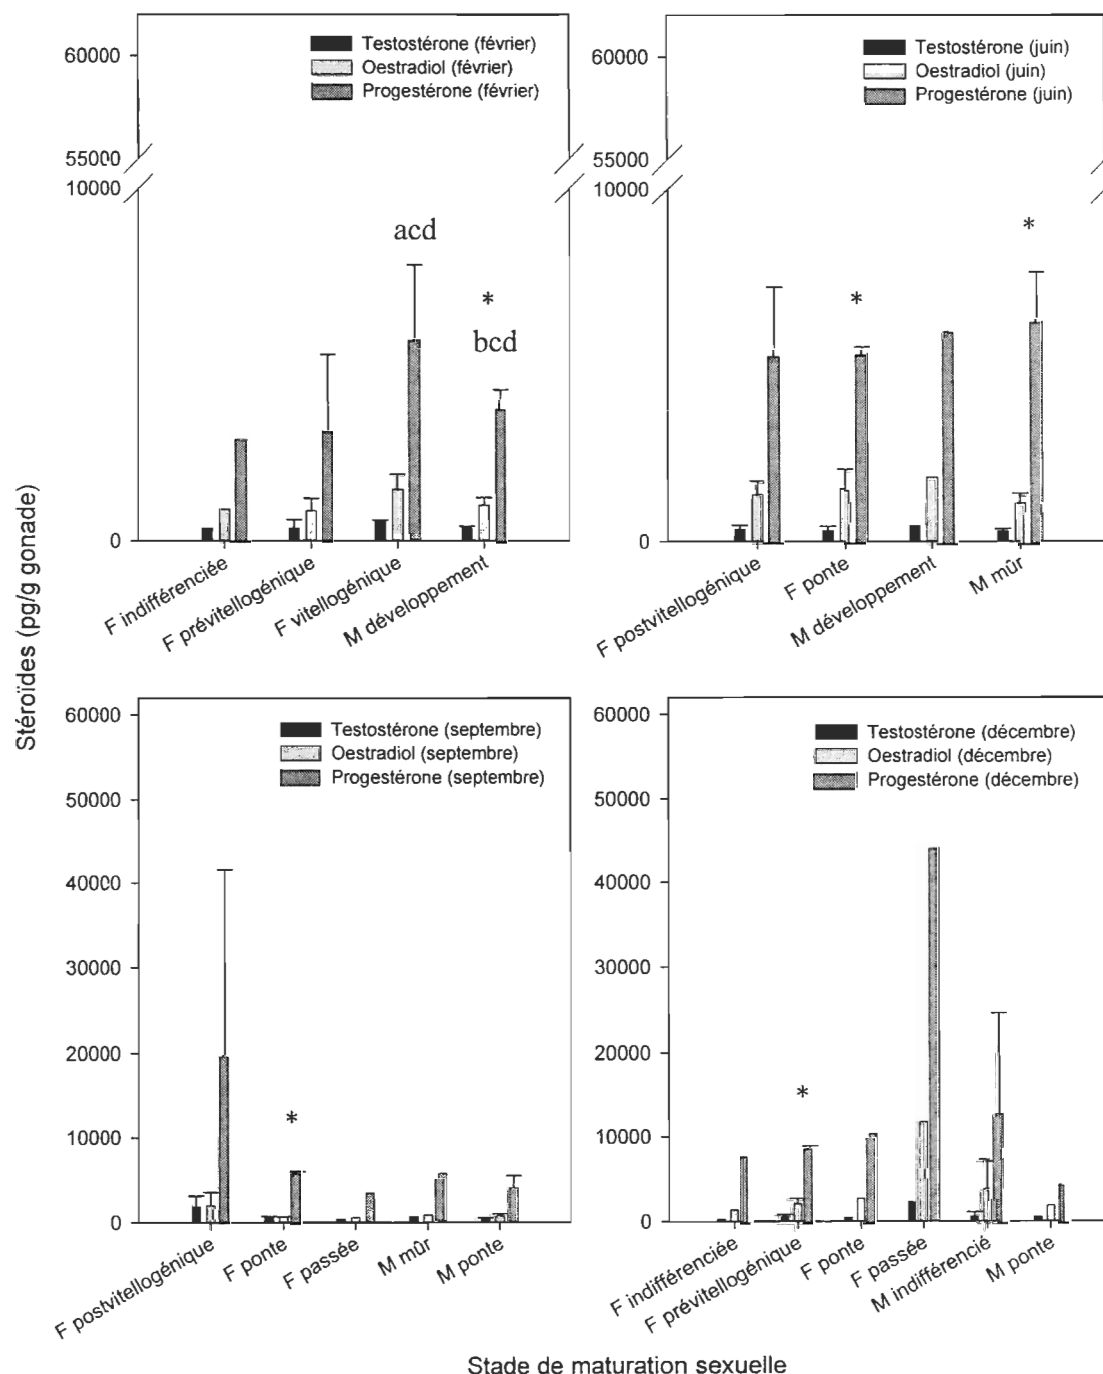 Stéroïdes (pg/g gonade)
60000
55000
10000
0
Testostérone (février)
Oestradiol (février)
Progestérone (février)
acd
*
bcd
F indifférenciée
F prévitellogénique
F vitellogénique
M développement
60000
55000
10000
0
Testostérone (juin)
Oestradiol (juin)
Progestérone (juin)
*
*
F postvitellogénique
F ponte
M développement
M mûr
60000
50000
40000
30000
20000
10000
0
Testostérone (septembre)
Oestradiol (septembre)
Progestérone (septembre)
*
F postvitellogénique
F ponte
F passée
M mûr
M ponte
60000
50000
40000
30000
20000
10000
0
Testostérone (décembre)
Oestradiol (décembre)
Progestérone (décembre)
*
F indifférenciée
F prévitellogénique
F ponte
F passée
M indifférencié
M ponte
Stade de maturation sexuelle